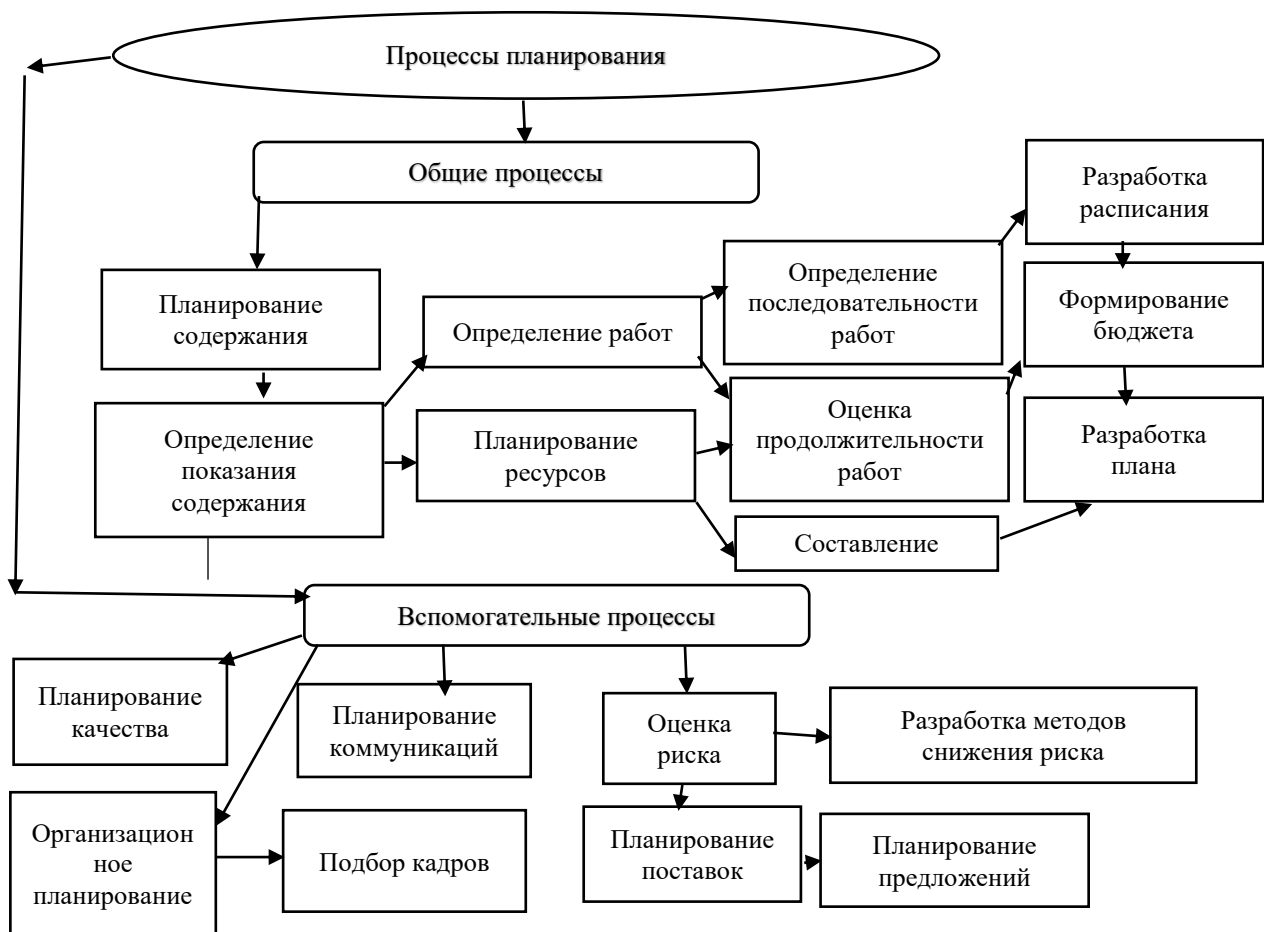 Процессы планирования
Общие процессы
Разработка
расписания
Планирование
содержания
Определение работ
Определение
последовательности
работ
Формирование
бюджета
Определение
показания
содержания
Планирование
ресурсов
Оценка
продолжительности
работ
Разработка
плана
Составление
Вспомогательные процессы
Планирование
качества
Планирование
коммуникаций
Оценка
риска
Разработка методов
снижения риска
Организацион
ное
планирование
Подбор кадров
Планирование
поставок
Планирование
предложений